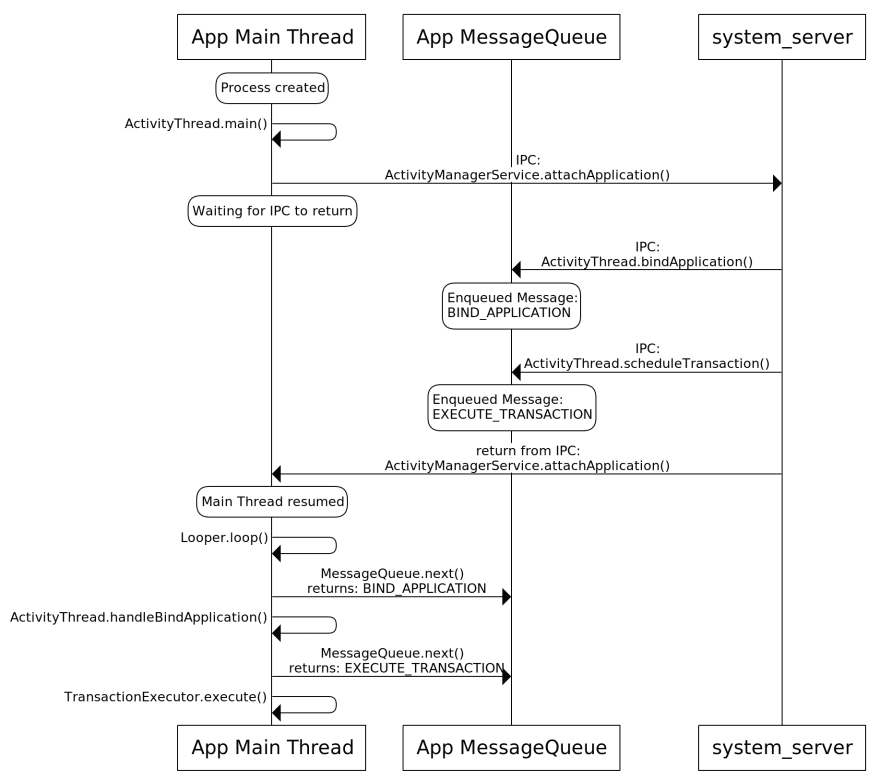 App Main Thread
App MessageQueue
system_server
Process created
ActivityThread.main()
IPC:
ActivityManagerService.attachApplication()
Waiting for IPC to return
IPC:
ActivityThread.bindApplication()
Enqueued Message:
BIND_APPLICATION
IPC:
ActivityThread.scheduleTransaction()
Enqueued Message:
EXECUTE_TRANSACTION
return from IPC:
ActivityManagerService.attachApplication()
Main Thread resumed
Looper.loop()
MessageQueue.next()
returns: BIND_APPLICATION
ActivityThread.handleBindApplication()
MessageQueue.next()
returns: EXECUTE_TRANSACTION
TransactionExecutor.execute()
App Main Thread
App MessageQueue
system_server